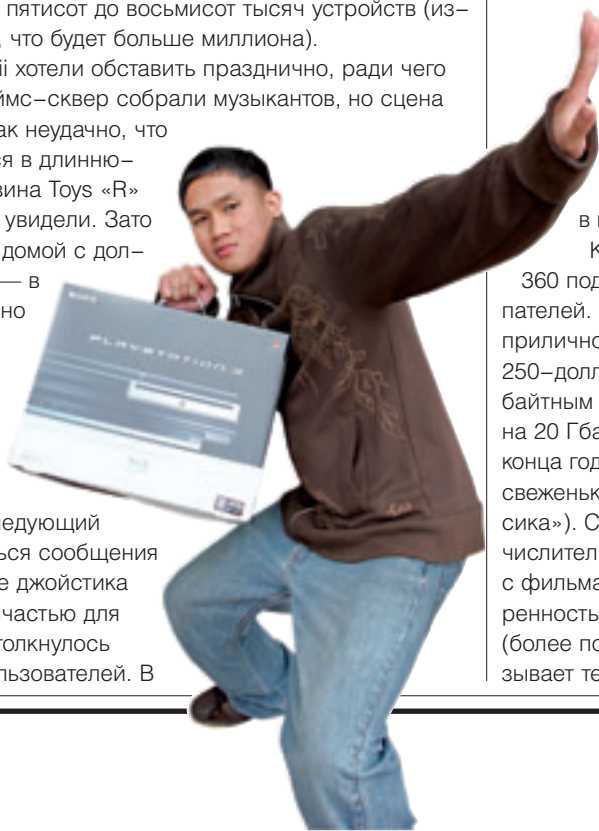 пятисот до восьмисот тысяч устройств (из-
, что будет больше миллиона).
ii хотели обставить празднично, ради чего
ймс-сквер собрали музыкантов, но сцена
ак неудачно, что
ся в длинню-
вина Toys «R»
увидели. Зато
домой с дол-
— в
но
PLAYSTATION 3
ледующий
ься сообщения
е джойстика
счастью для
толкнулось
льзователей. В
в
360 под
пателей.
прилично
250-долл
байтным
на 20 Гба
конца год
свеженьк
сика»). С
числител
с фильма
ренность
(более по
зывает те